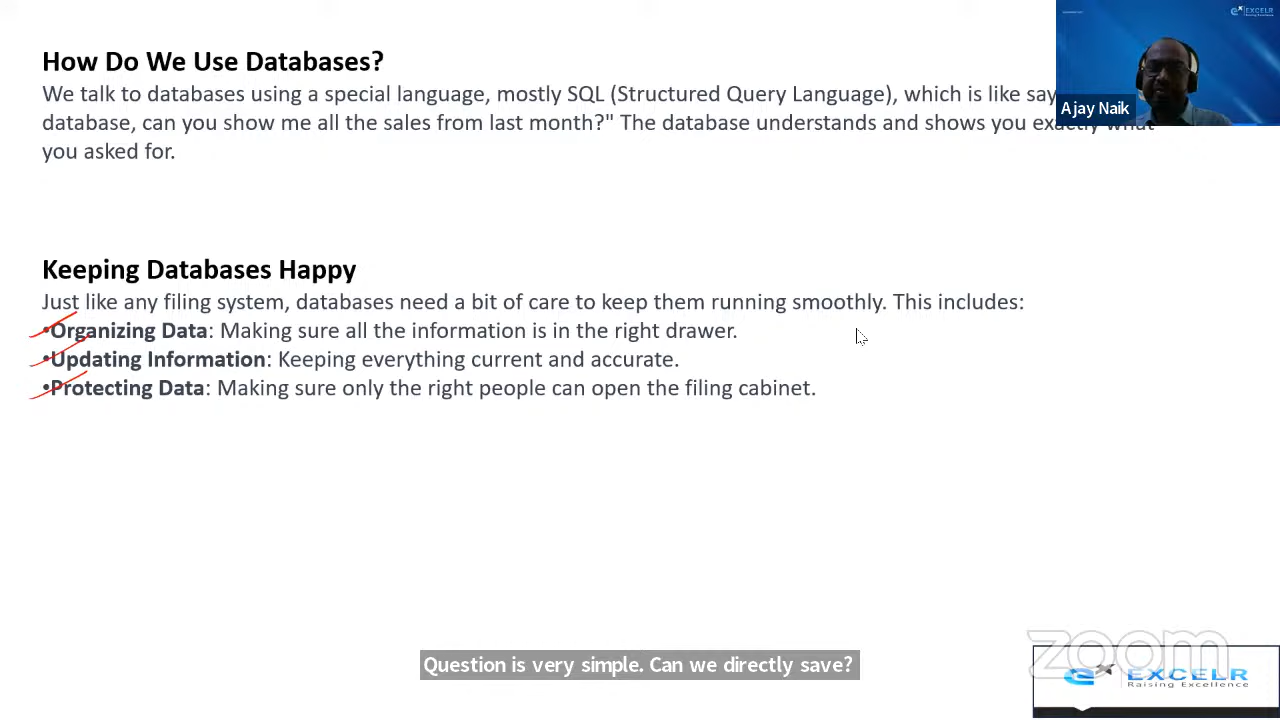 How Do We Use Databases?
We talk to databases using a special language, mostly SQL (Structured Query Language), which is like say
database, can you show me all the sales from last month?" The database understands and shows you exactly what
you asked for.
Keeping Databases Happy
Just like any filing system, databases need a bit of care to keep them running smoothly. This includes:
•Organizing Data: Making sure all the information is in the right drawer.
•Updating Information: Keeping everything current and accurate.
•Protecting Data: Making sure only the right people can open the filing cabinet.
EXCELR
Raising Excellence
Ajay Naik
Question is very simple. Can we directly save?
zoom
EXCELR
Raising Excellence